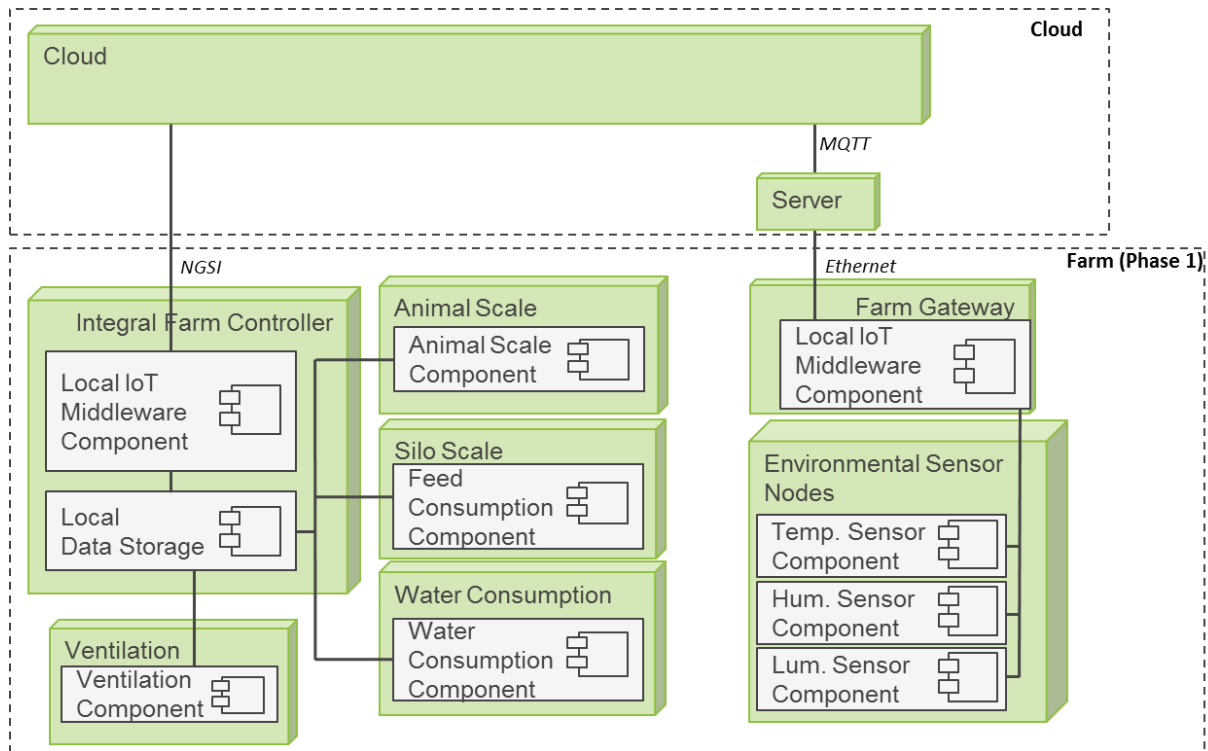 Cloud
Cloud
MQTT
Server
NGSI
Ethernet
Farm (Phase 1)
Integral Farm Controller
Local IoT
Middleware
Component
Local
Data Storage
Ventilation
Ventilation
Component
Animal Scale
Animal Scale
Component
Silo Scale
Feed
Consumption
Component
Water Consumption
Water
Consumption
Component
Farm Gateway
Local IoT
Middleware
Component
Environmental Sensor
Nodes
Temp. Sensor
Component
Hum. Sensor
Component
Lum. Sensor
Component